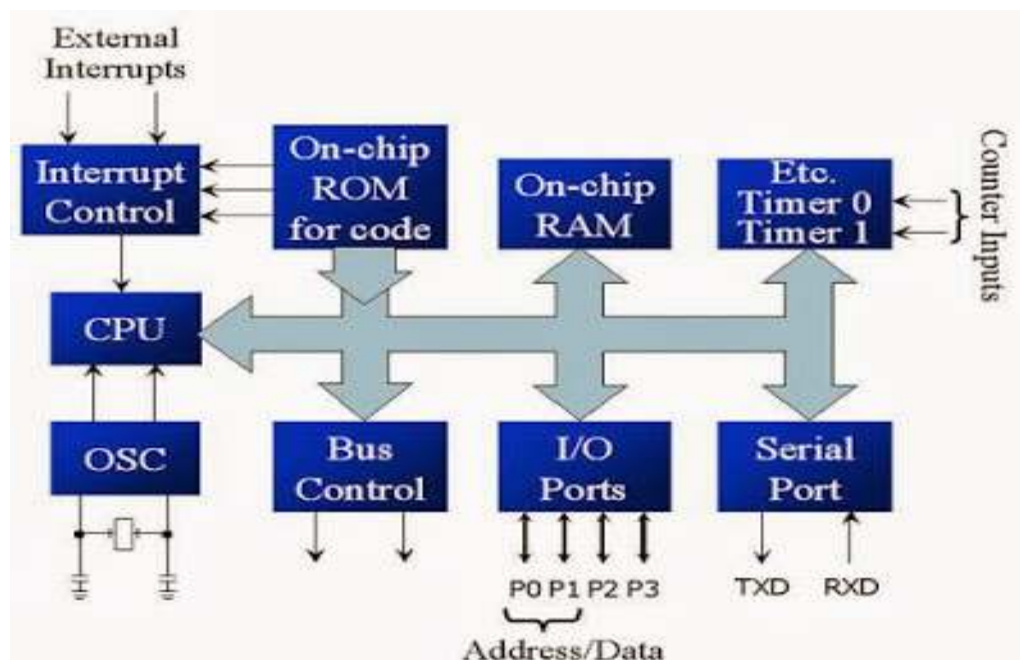 External
Interrupts
Interrupt
Control
On-chip
ROM
for code
On-chip
RAM
Etc.
Timer 0
Timer 1
Counter Inputs
CPU
OSC
Bus
Control
I/O
Ports
Serial
Port
P0 P1 P2 P3
TXD RXD
Address/Data